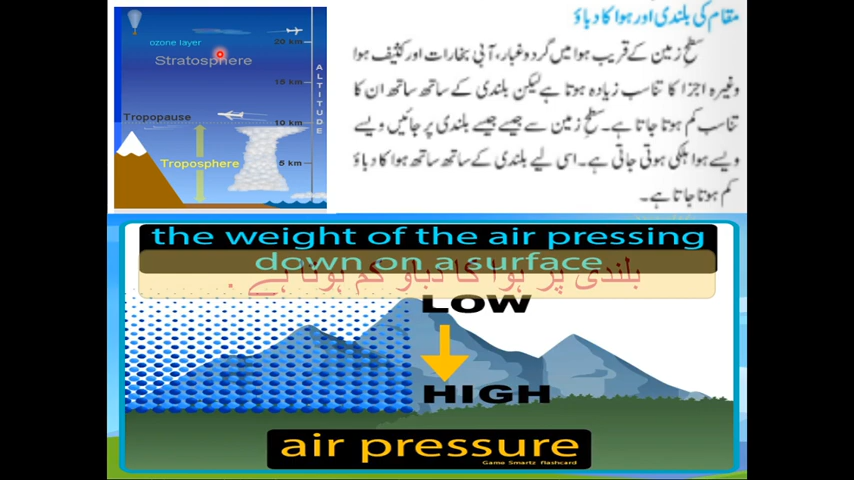 ozone layer
20 km
Stratosphere
15 km
ALTITUDE
Tropopause
10 km
Troposphere
5 km
مقام کی بلندی اور ہوا کا دباؤ
سطح زمین کے قریب ہوا میں گرد و غبار، آبی بخارات اور کثیف ہوا
وغیرہ اجزا کا تناسب زیادہ ہوتا ہے لیکن بلندی کے ساتھ ساتھ ان کا
تناسب کم ہوتا جاتا ہے۔ سطح زمین سے جیسے جیسے بلندی پر جائیں ویسے
ویسے ہوا ہلکی ہوتی جاتی ہے۔ اسی لیے بلندی کے ساتھ ساتھ ہوا کا دباؤ
کم ہوتا جاتا ہے۔
the weight of the air pressing
down on a surface
بلندی پر ہوا کا دباو کم ہوتا ہے .
LOW
HIGH
air pressure
Game Smartz flashcard